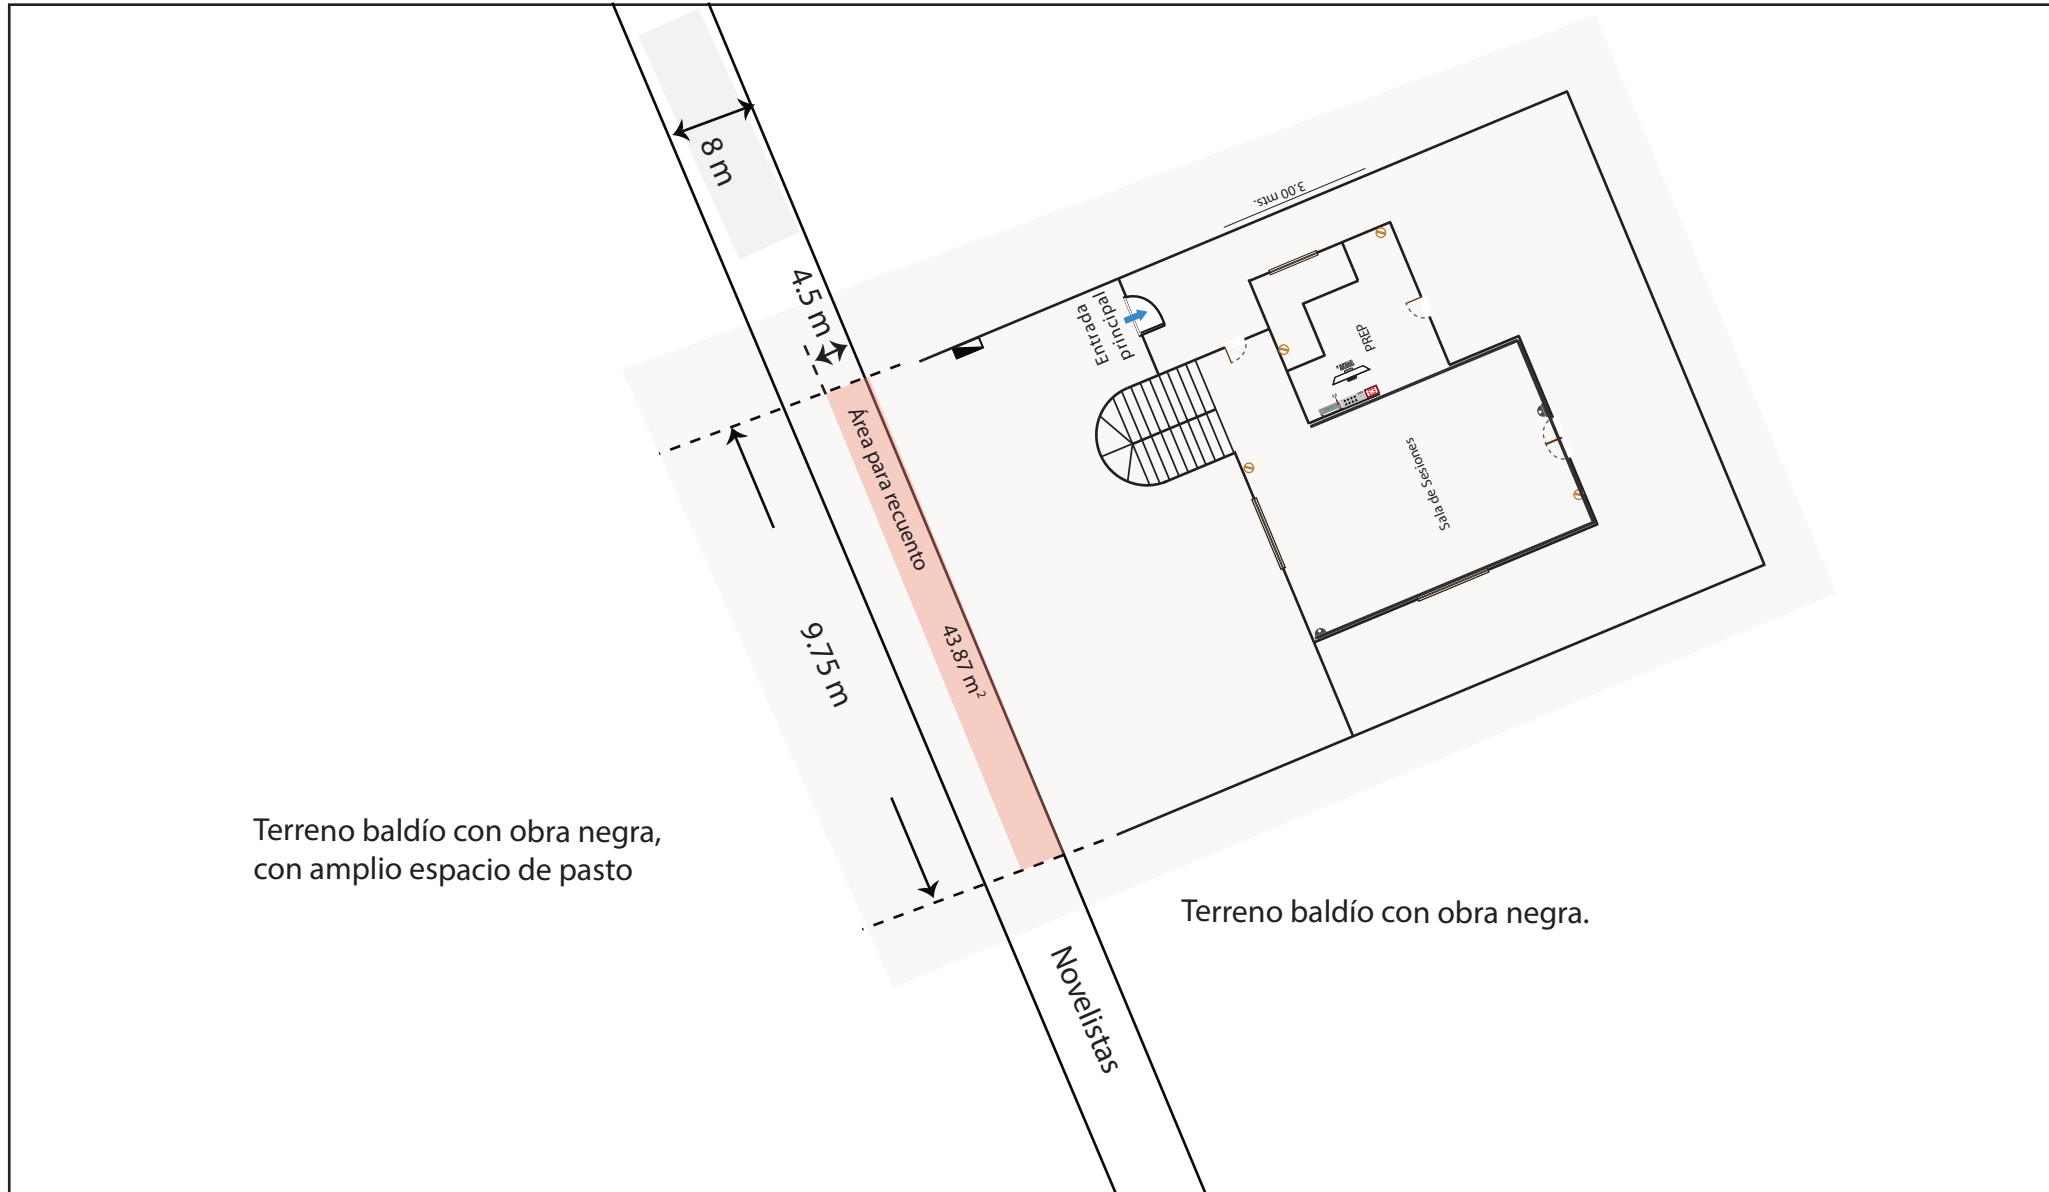 8 m
4.5 m
3.00 mts.
Entrada
principal
PREP
Área para recuento
43.87 m²
Sala de Sesiones
9.75 m
Terreno baldío con obra negra,
con amplio espacio de pasto
Terreno baldío con obra negra.
Novelistas